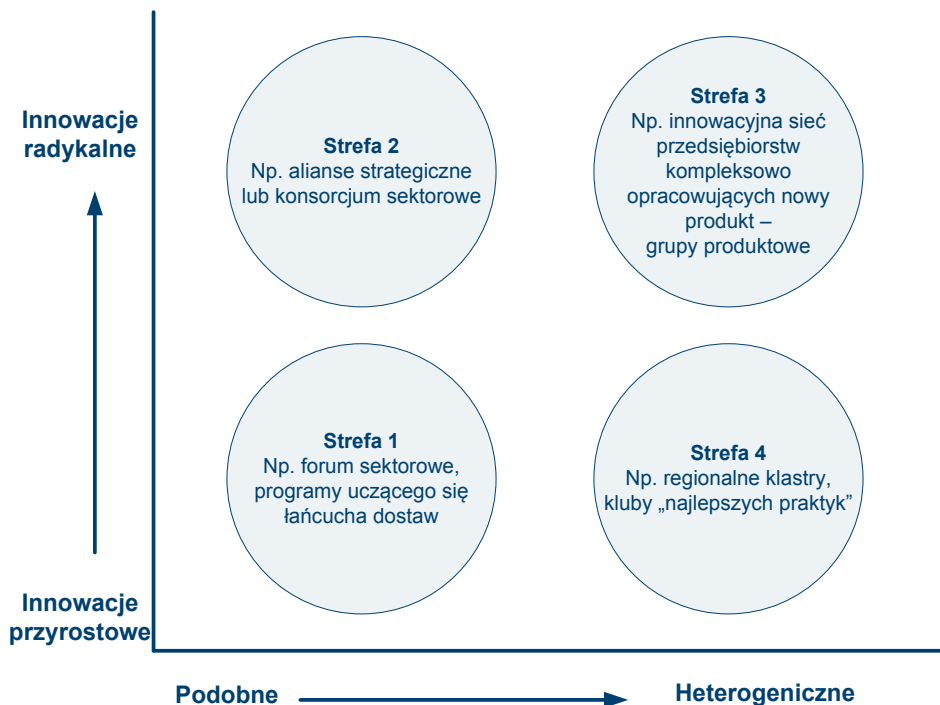 Innowacje
radykalne
Strefa 2
Np. alianse strategiczne
lub konsorcjum sektorowe
Strefa 3
Np. innowacyjna sieć
przedsiębiorstw
kompleksowo
opracowujących nowy
produkt –
grupy produktowe
Strefa 1
Np. forum sektorowe,
programy uczącego się
łańcucha dostaw
Strefa 4
Np. regionalne klastry,
kluby „najlepszych praktyk”
Innowacje
przyrostowe
Podobne
Heterogeniczne